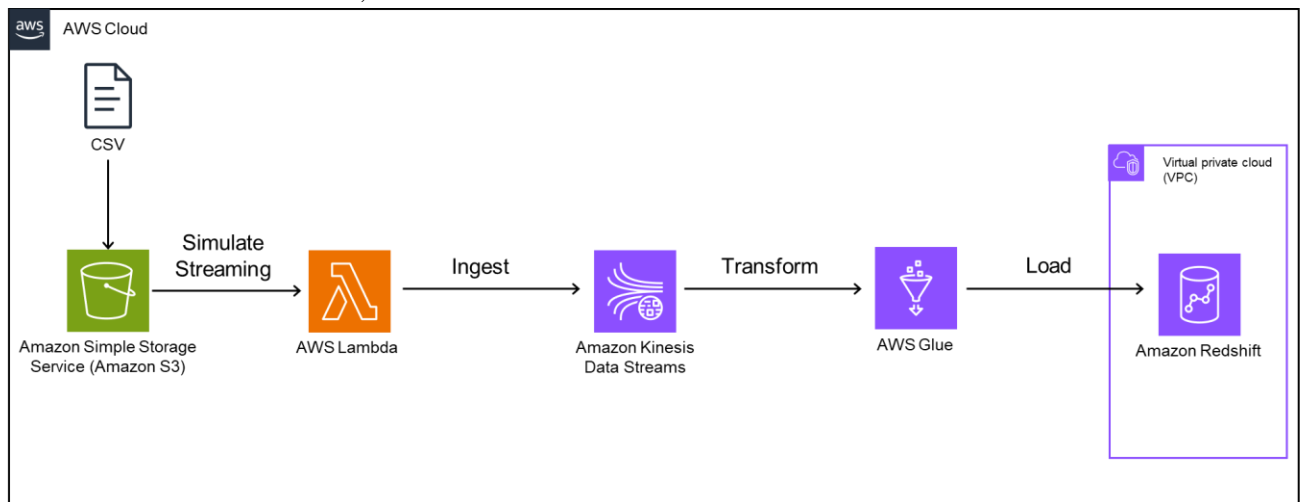 aws
AWS Cloud
CSV
Virtual private cloud
(VPC)
Simulate
Streaming
Ingest
Transform
Load
Amazon Simple Storage
Service (Amazon S3)
AWS Lambda
Amazon Kinesis
Data Streams
AWS Glue
Amazon Redshift